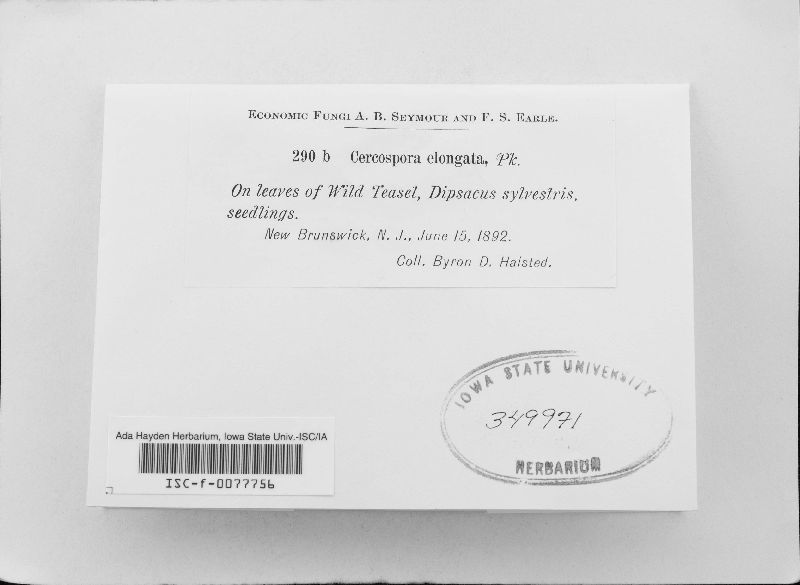 Economic Fungi A. B. Seymour and F. S. Earle.
290 b Cercospora elongata, Pk.
On leaves of Wild Teasel, Dipsacus sylvestris,
seedlings.
New Brunswick, N. J., June 15, 1892.
Coll. Byron D. Halsted.
IOWA STATE UNIVERSITY
349971
HERBARIUM
Ada Hayden Herbarium, Iowa State Univ.-ISC/IA
ISC-f-0077756